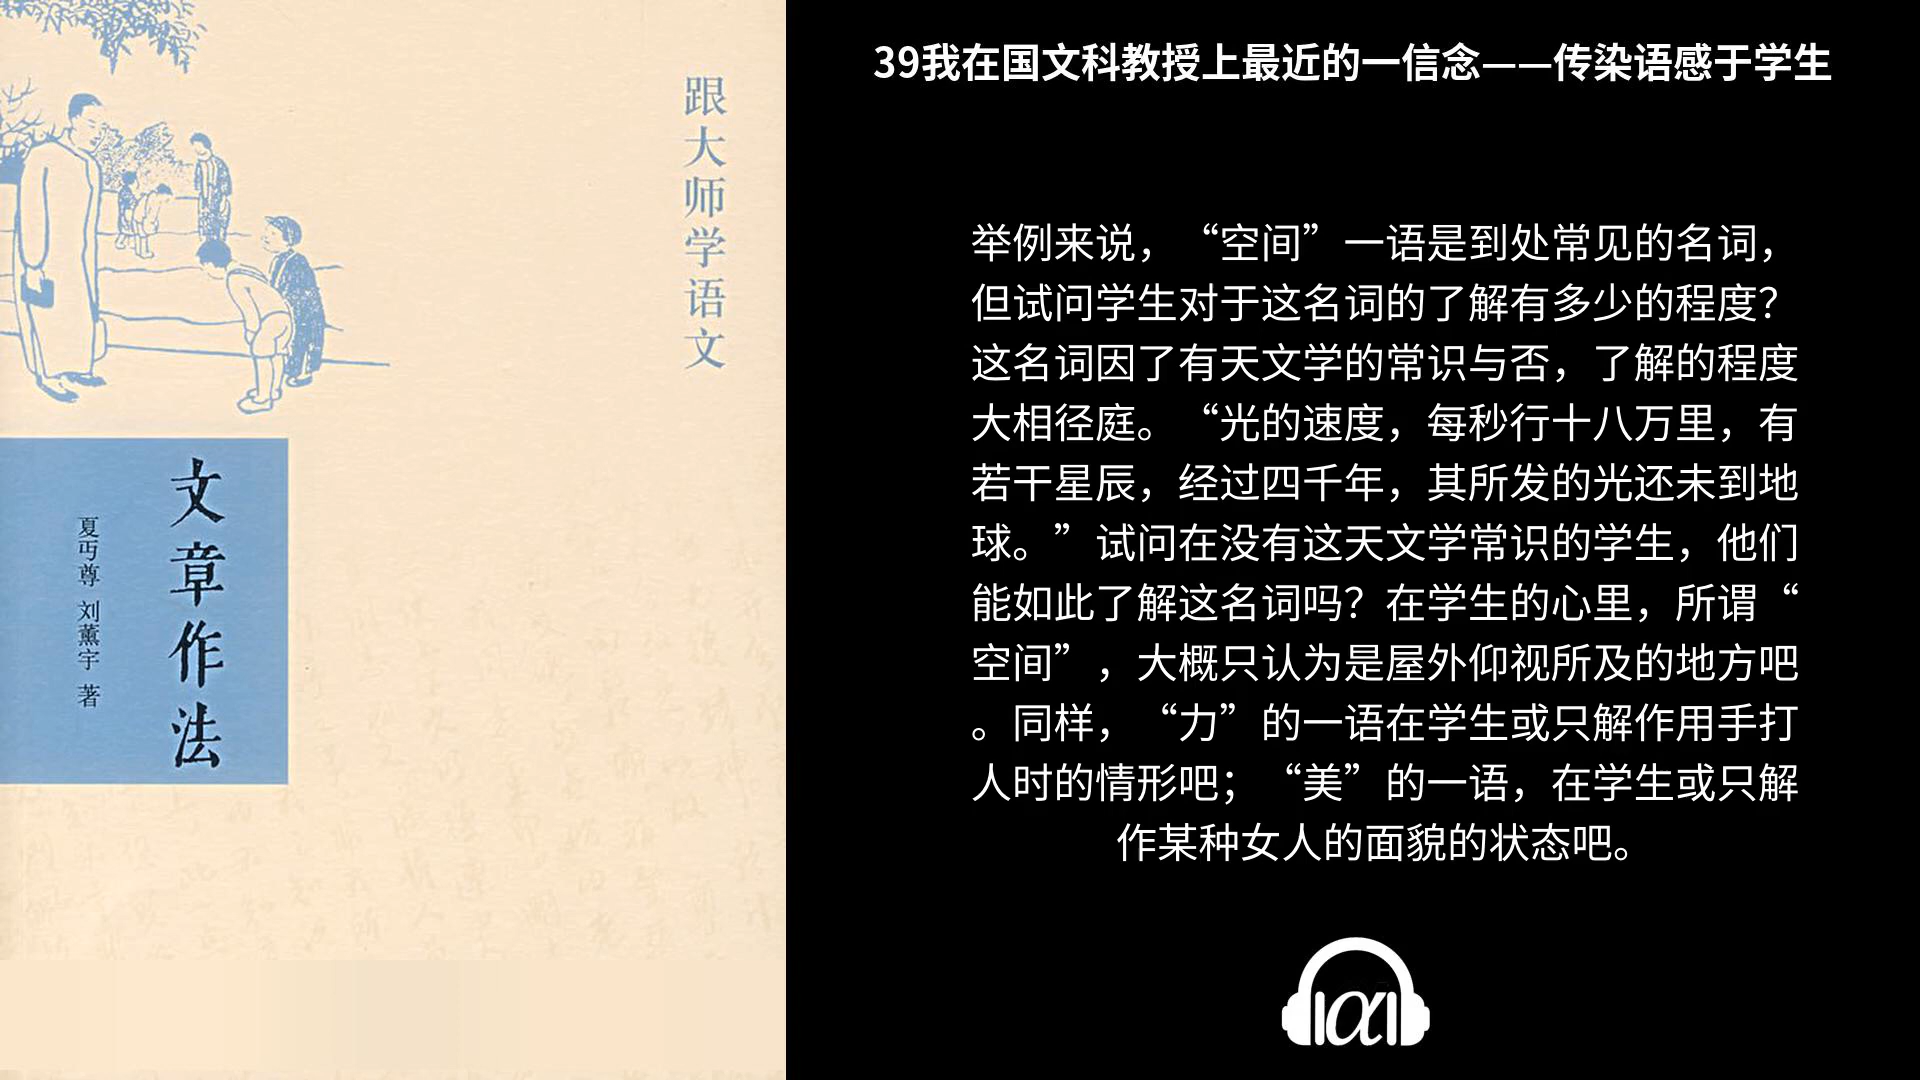 跟大师学语文
文章作法
夏丏尊 刘薰宇 著
39我在国文科教授上最近的一信念——传染语感于学生
举例来说，“空间”一语是到处常见的名词，
但试问学生对于这名词的了解有多少的程度？
这名词因了有天文学的常识与否，了解的程度
大相径庭。“光的速度，每秒行十八万里，有
若干星辰，经过四千年，其所发的光还未到地
球。”试问在没有这天文学常识的学生，他们
能如此了解这名词吗？在学生的心里，所谓“
空间”，大概只认为是屋外仰视所及的地方吧
。同样，“力”的一语在学生或只解作用手打
人时的情形吧；“美”的一语，在学生或只解
作某种女人的面貌的状态吧。